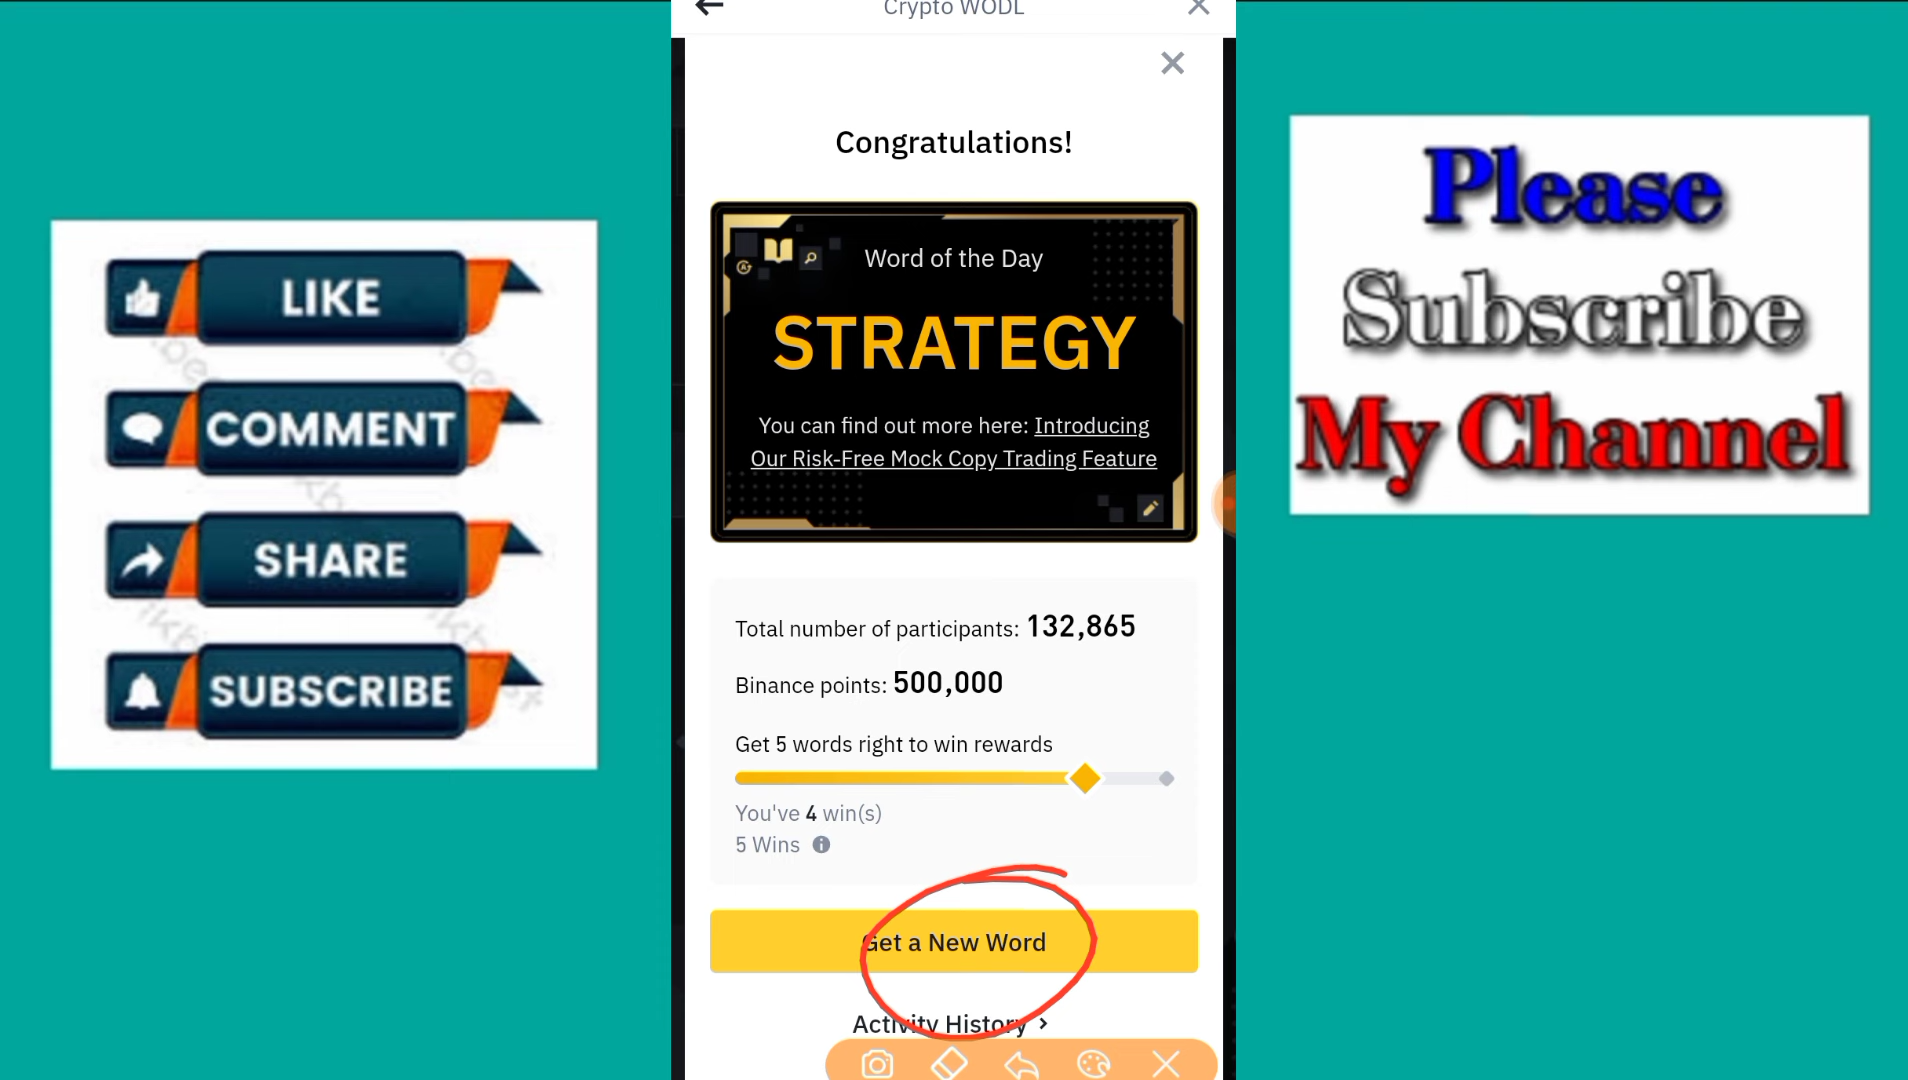 Crypto WODL
Congratulations!
Word of the Day
STRATEGY
You can find out more here: Introducing
Our Risk-Free Mock Copy Trading Feature
Total number of participants: 132,865
Binance points: 500,000
Get 5 words right to win rewards
You've 4 win(s)
5 Wins
Get a New Word
Activity History
LIKE
COMMENT
SHARE
SUBSCRIBE
Please
Subscribe
My Channel